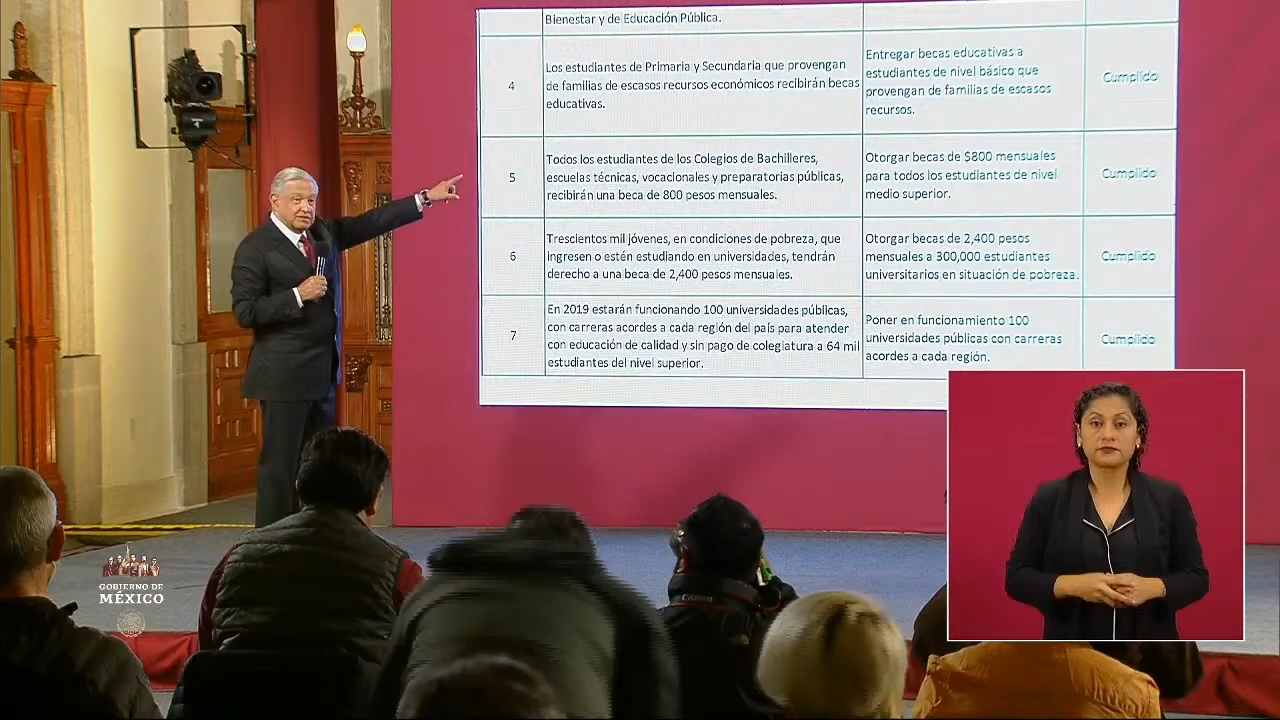 Bienestar y de Educación Pública.
4
Los estudiantes de Primaria y Secundaria que provengan
de familias de escasos recursos económicos recibirán becas
educativas.
Entregar becas educativas a
estudiantes de nivel básico que
provengan de familias de escasos
recursos.
Cumplido
5
Todos los estudiantes de los Colegios de Bachilleres,
escuelas técnicas, vocacionales y preparatorias públicas,
recibirán una beca de 800 pesos mensuales.
Otorgar becas de $800 mensuales
para todos los estudiantes de nivel
medio superior.
Cumplido
6
Trescientos mil jóvenes, en condiciones de pobreza, que
ingresen o estén estudiando en universidades, tendrán
derecho a una beca de 2,400 pesos mensuales.
Otorgar becas de 2,400 pesos
mensuales a 300,000 estudiantes
universitarios en situación de pobreza.
Cumplido
7
En 2019 estarán funcionando 100 universidades públicas,
con carreras acordes a cada región del país para atender
con educación de calidad y sin pago de colegiatura a 64 mil
estudiantes del nivel superior.
Poner en funcionamiento 100
universidades públicas con carreras
acordes a cada región.
Cumplido
GOBIERNO DE
MÉXICO